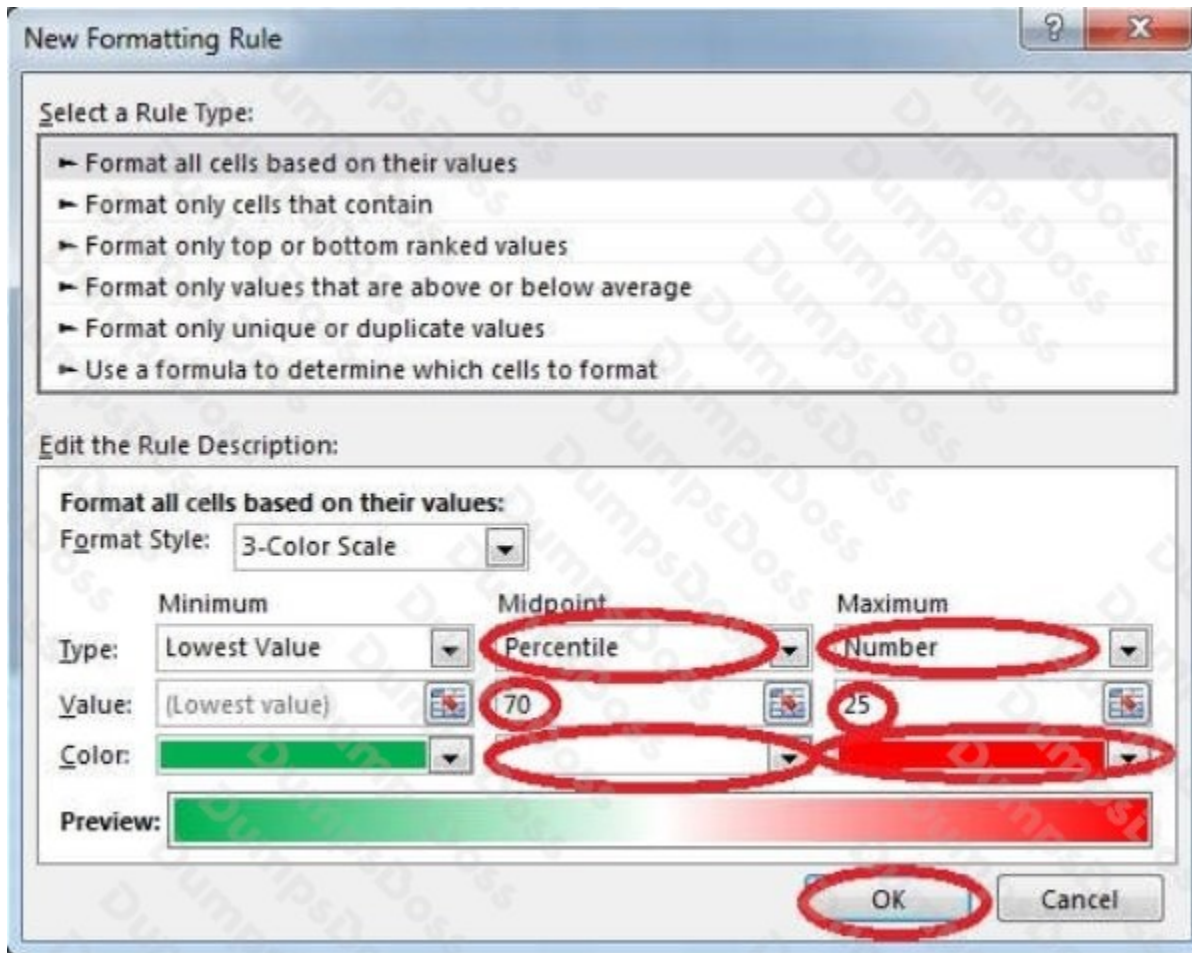 New Formatting Rule
Select a Rule Type:
► Format all cells based on their values
► Format only cells that contain
► Format only top or bottom ranked values
► Format only values that are above or below average
► Format only unique or duplicate values
► Use a formula to determine which cells to format
Edit the Rule Description:
Format all cells based on their values:
Format Style: 3-Color Scale
Minimum Midpoint Maximum
Type: Lowest Value Percentile Number
Value: (Lowest value) 70 25
Color:
Preview:
OK Cancel
DumpsDoss